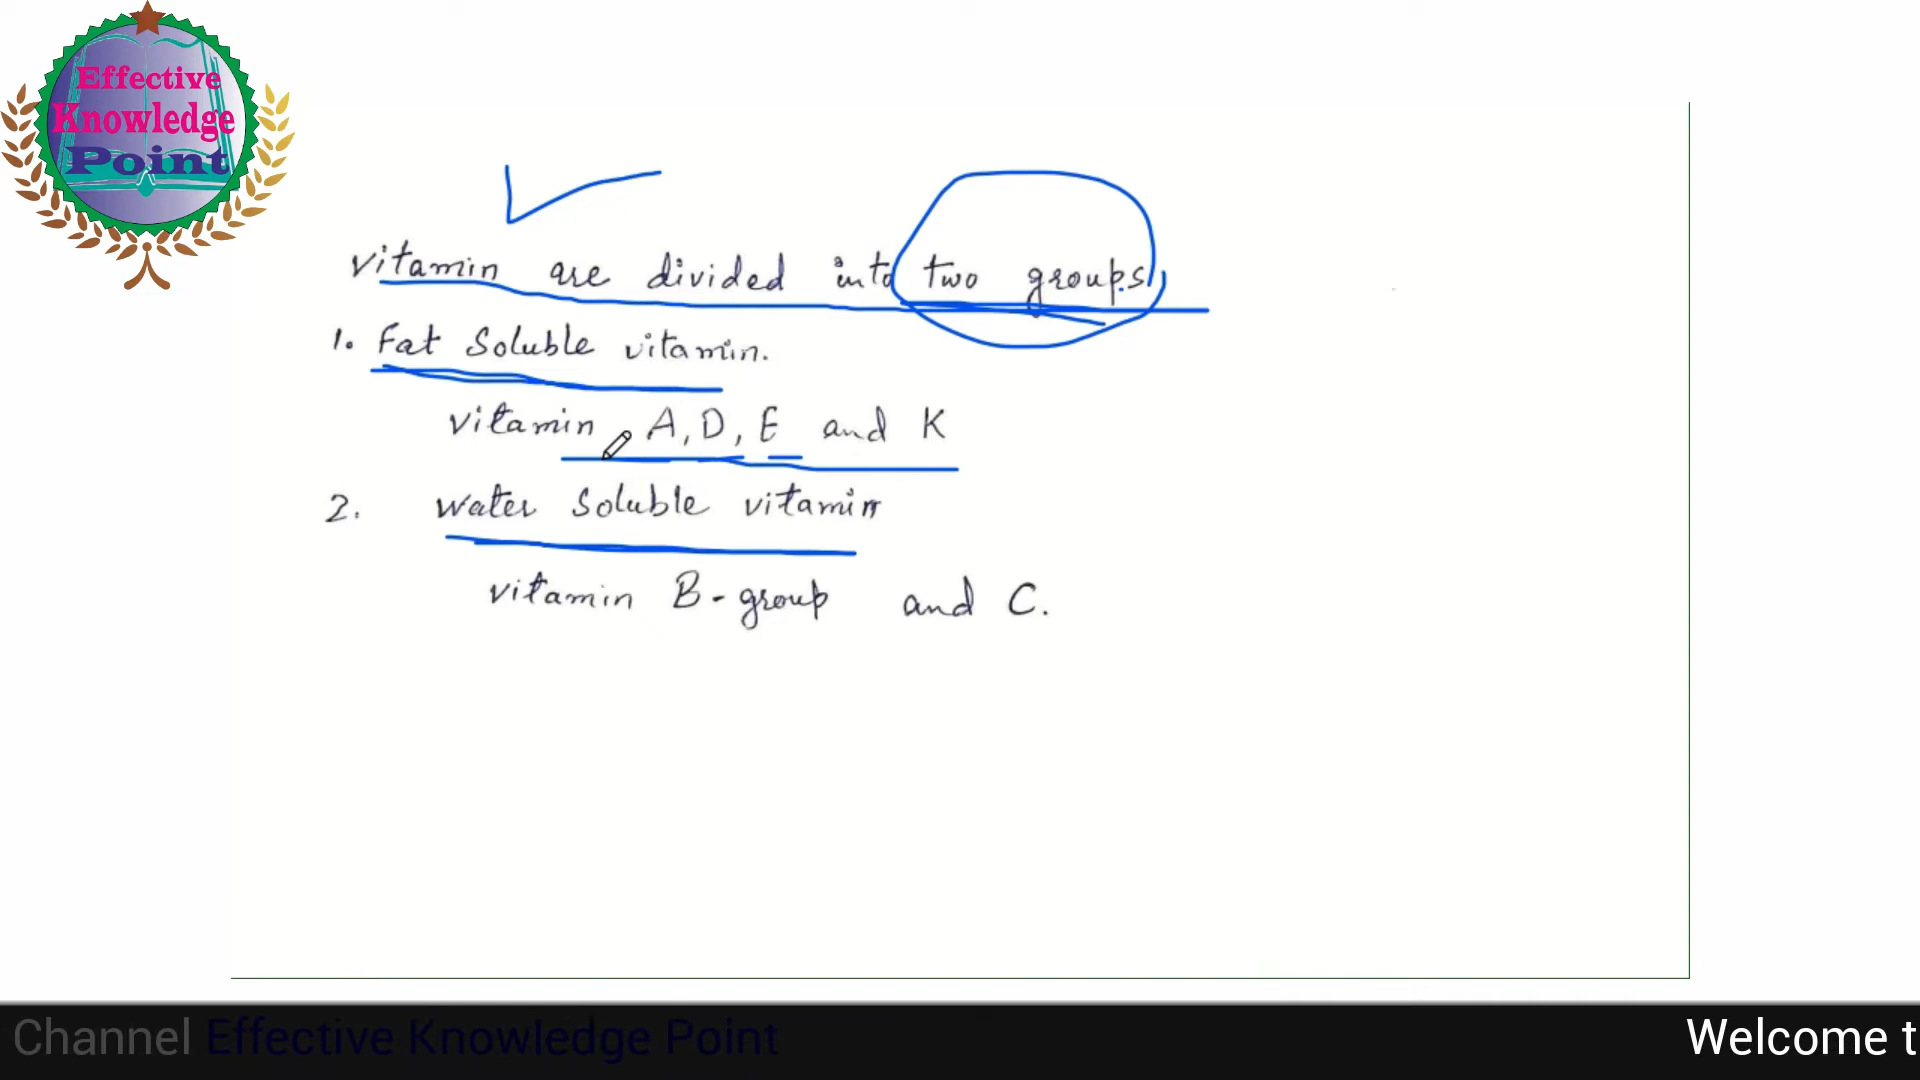 Effective
Knowledge
Point
vitamin are divided into two groups.
1. Fat Soluble vitamin.
vitamin A, D, E and K
2. water Soluble vitamin
vitamin B-group and C.
Channel Effective Knowledge Point
Welcome t